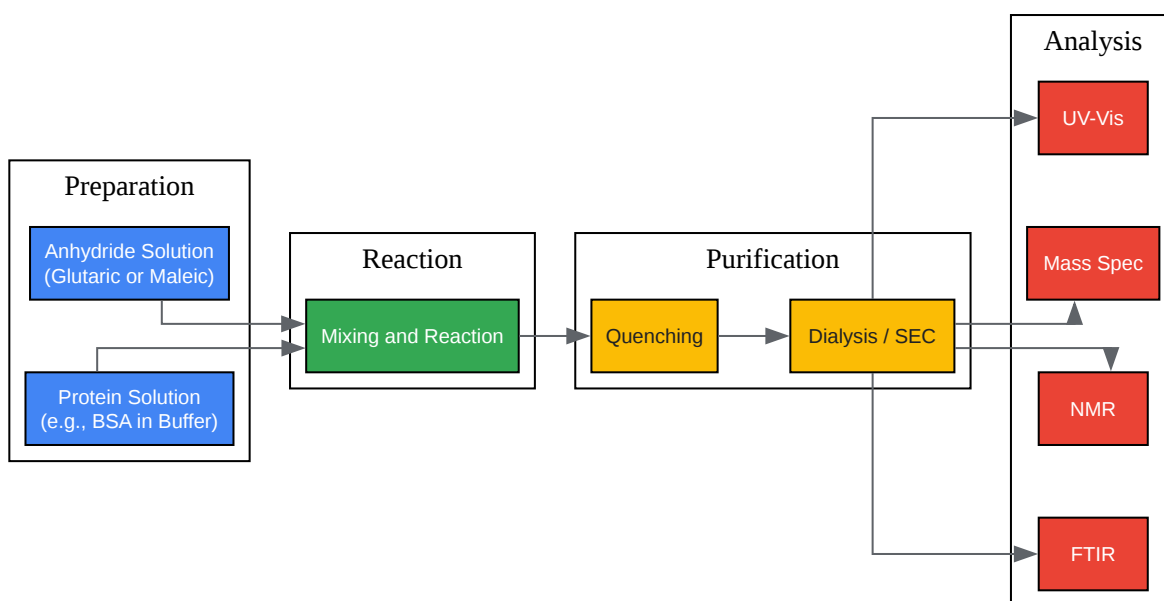 Preparation
Anhydride Solution
(Glutaric or Maleic)
Protein Solution
(e.g., BSA in Buffer)
Reaction
Mixing and Reaction
Purification
Quenching
Dialysis / SEC
Analysis
UV-Vis
Mass Spec
NMR
FTIR